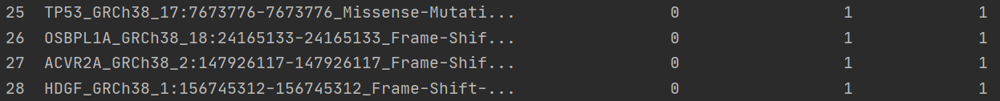 25 TP53_GRCh38_17:7673776-7673776_Missense-Mutati... 0 1 1
26 OSBPL1A_GRCh38_18:24165133-24165133_Frame-Shif... 0 1 1
27 ACVR2A_GRCh38_2:147926117-147926117_Frame-Shif... 0 1 1
28 HDGF_GRCh38_1:156745312-156745312_Frame-Shift-... 0 1 1